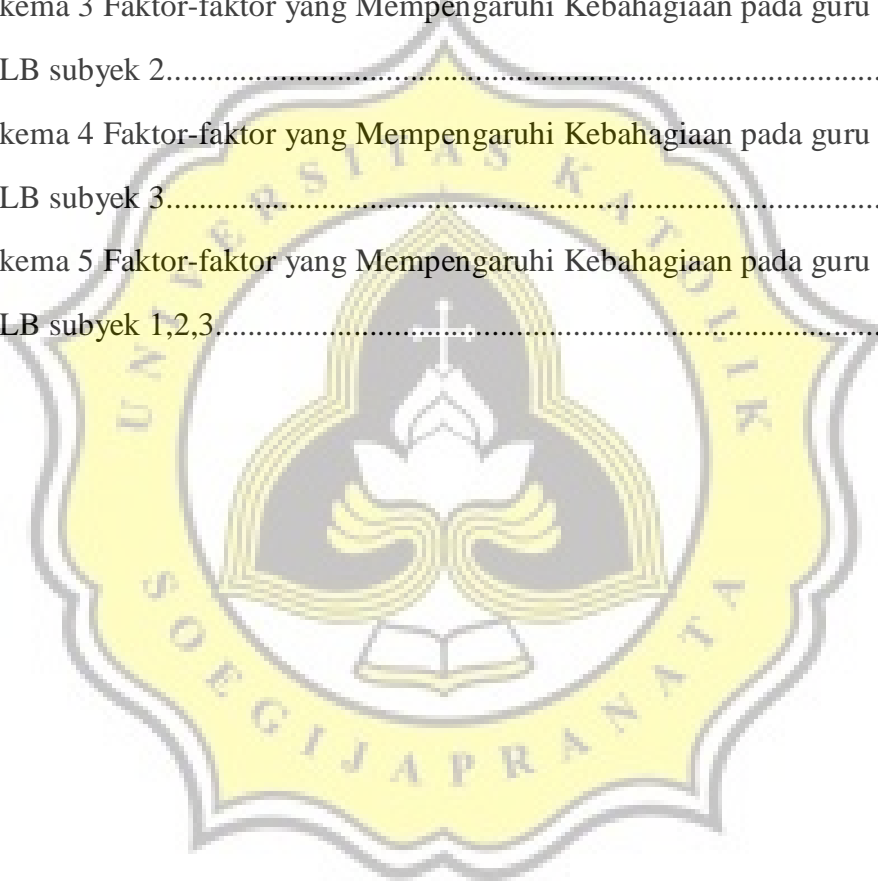 kema 3 Faktor-faktor yang Mempengaruhi Kebahagiaan pada guru
LB subyek 2
kema 4 Faktor-faktor yang Mempengaruhi Kebahagiaan pada guru
LB subyek 3
kema 5 Faktor-faktor yang Mempengaruhi Kebahagiaan pada guru
LB subyek 1,2,3
UNIVERSITAS KATOLIK
SOEGIJAPRANATA